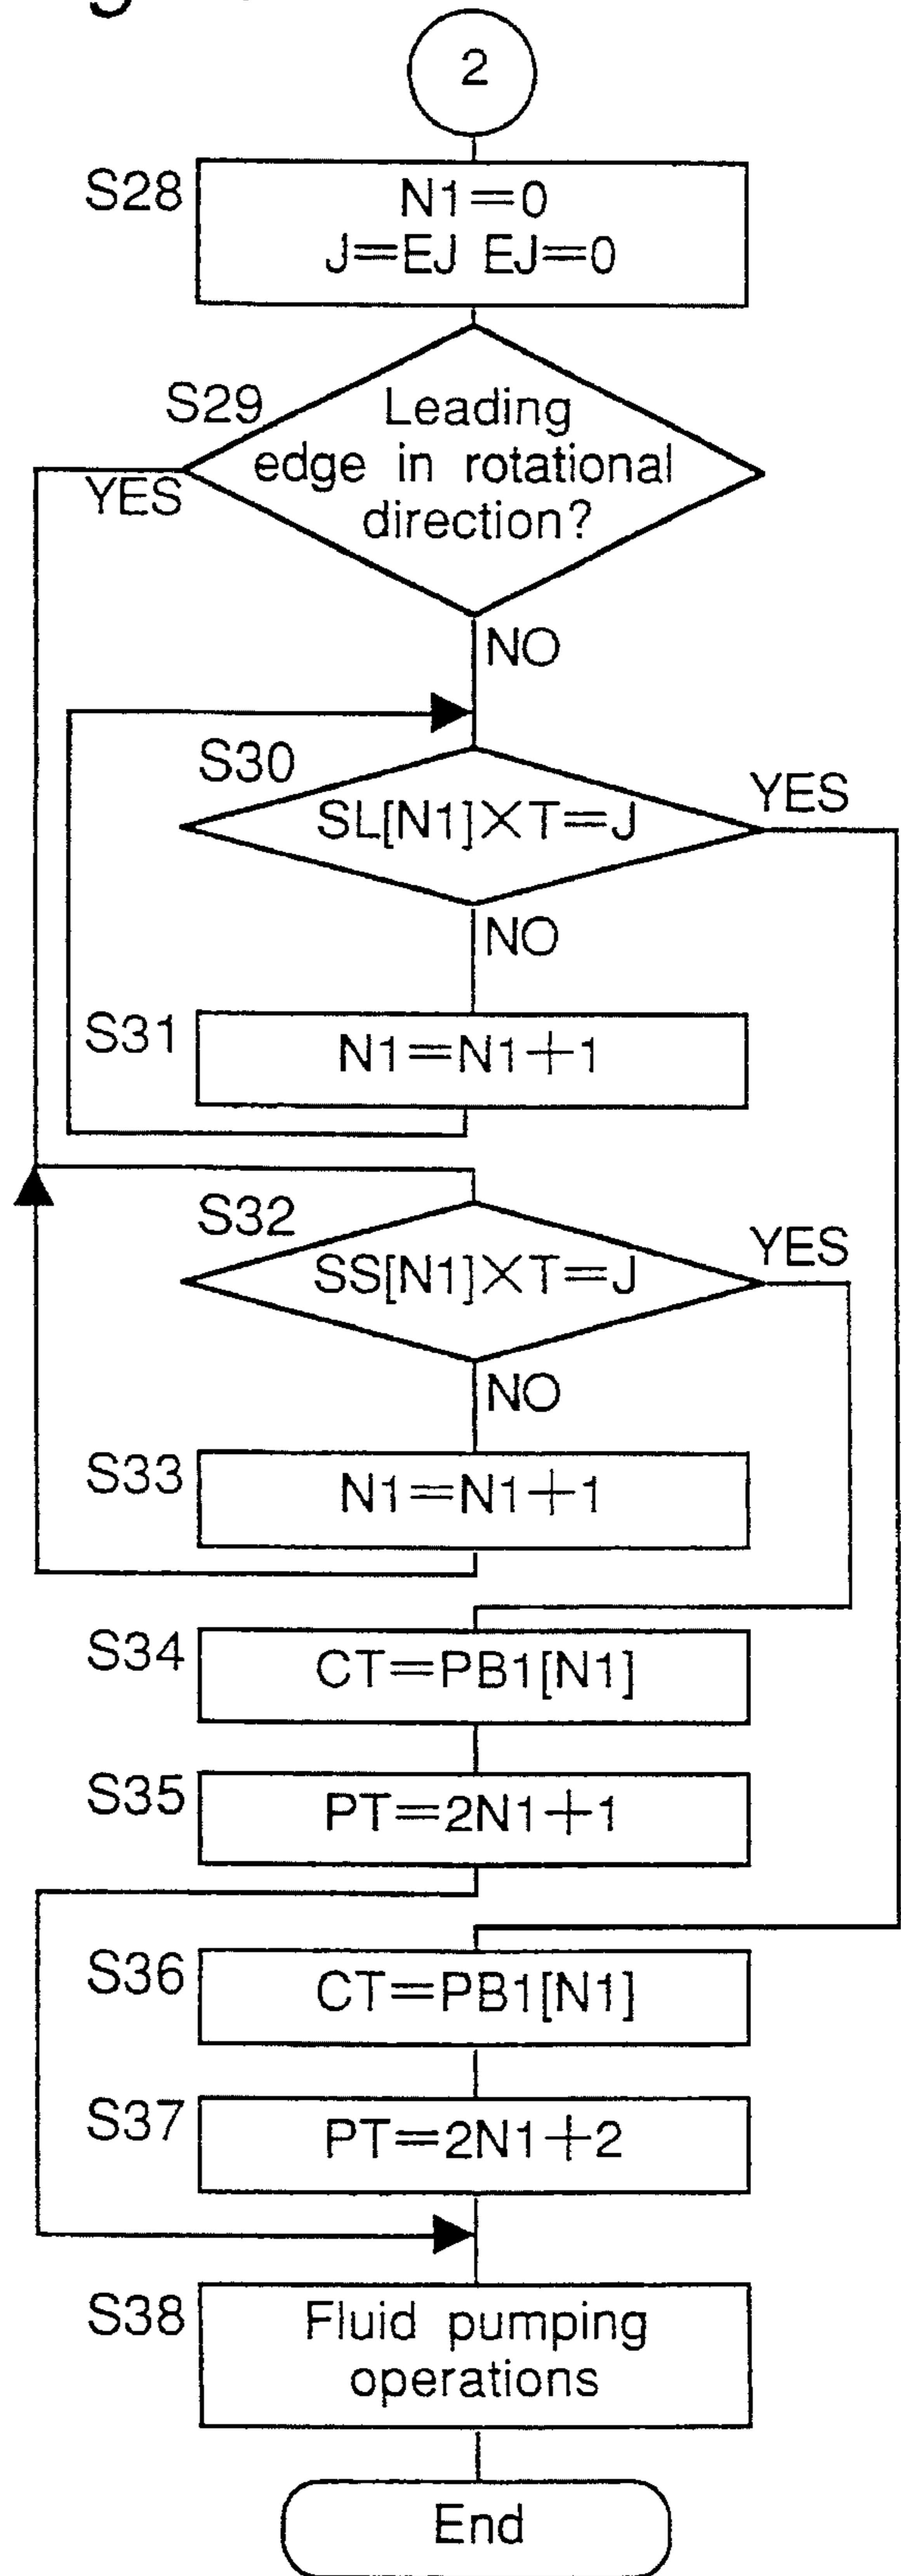 2
S28
N1=0
J=EJ EJ=0
S29
Leading
edge in rotational
direction?
YES
NO
S30
SL[N1]×T=J
YES
NO
S31
N1=N1+1
S32
SS[N1]×T=J
YES
NO
S33
N1=N1+1
S34
CT=PB1[N1]
S35
PT=2N1+1
S36
CT=PB1[N1]
S37
PT=2N1+2
S38
Fluid pumping
operations
End